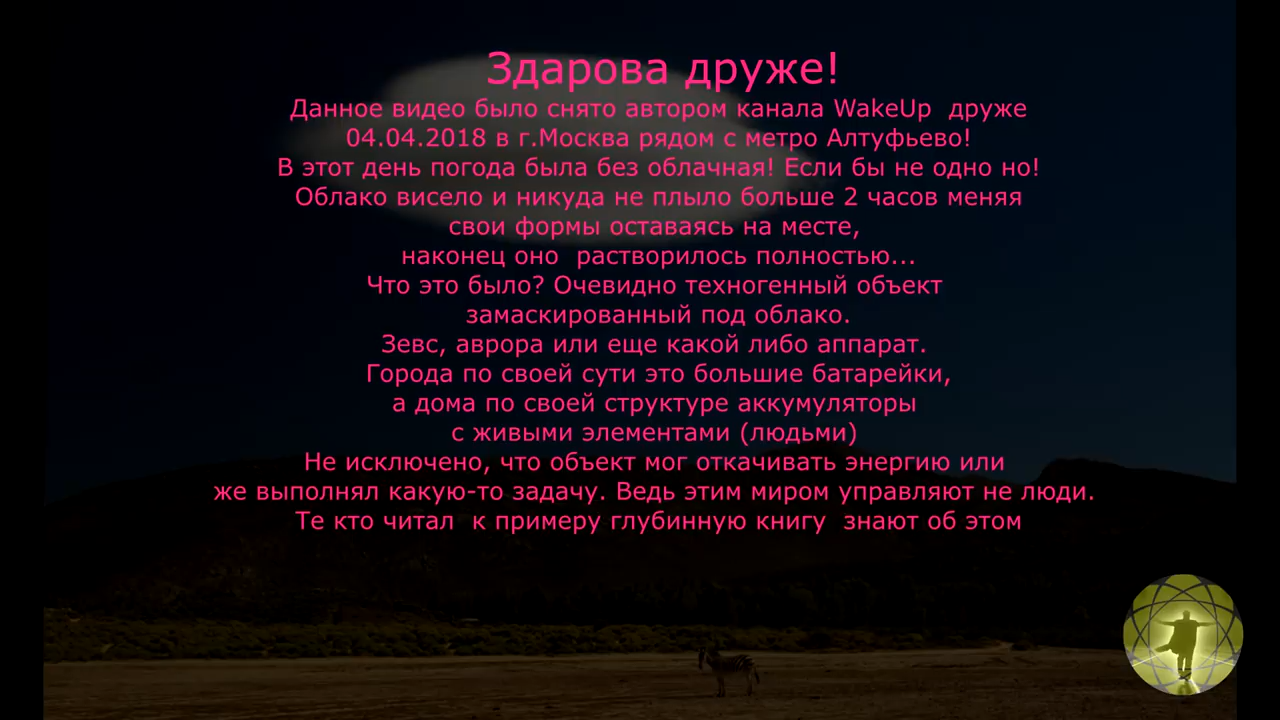 Здарова друже!
Данное видео было снято автором канала WakeUp  друже
04.04.2018 в г.Москва рядом с метро Алтуфьево!
В этот день погода была без облачная! Если бы не одно но!
Облако висело и никуда не плыло больше 2 часов меняя
свои формы оставаясь на месте,
наконец оно  растворилось полностью...
Что это было? Очевидно техногенный объект
замаскированный под облако.
Зевс, аврора или еще какой либо аппарат.
Города по своей сути это большие батарейки,
а дома по своей структуре аккумуляторы
с живыми элементами (людьми)
Не исключено, что объект мог откачивать энергию или
же выполнял какую-то задачу. Ведь этим миром управляют не люди.
Те кто читал  к примеру глубинную книгу  знают об этом